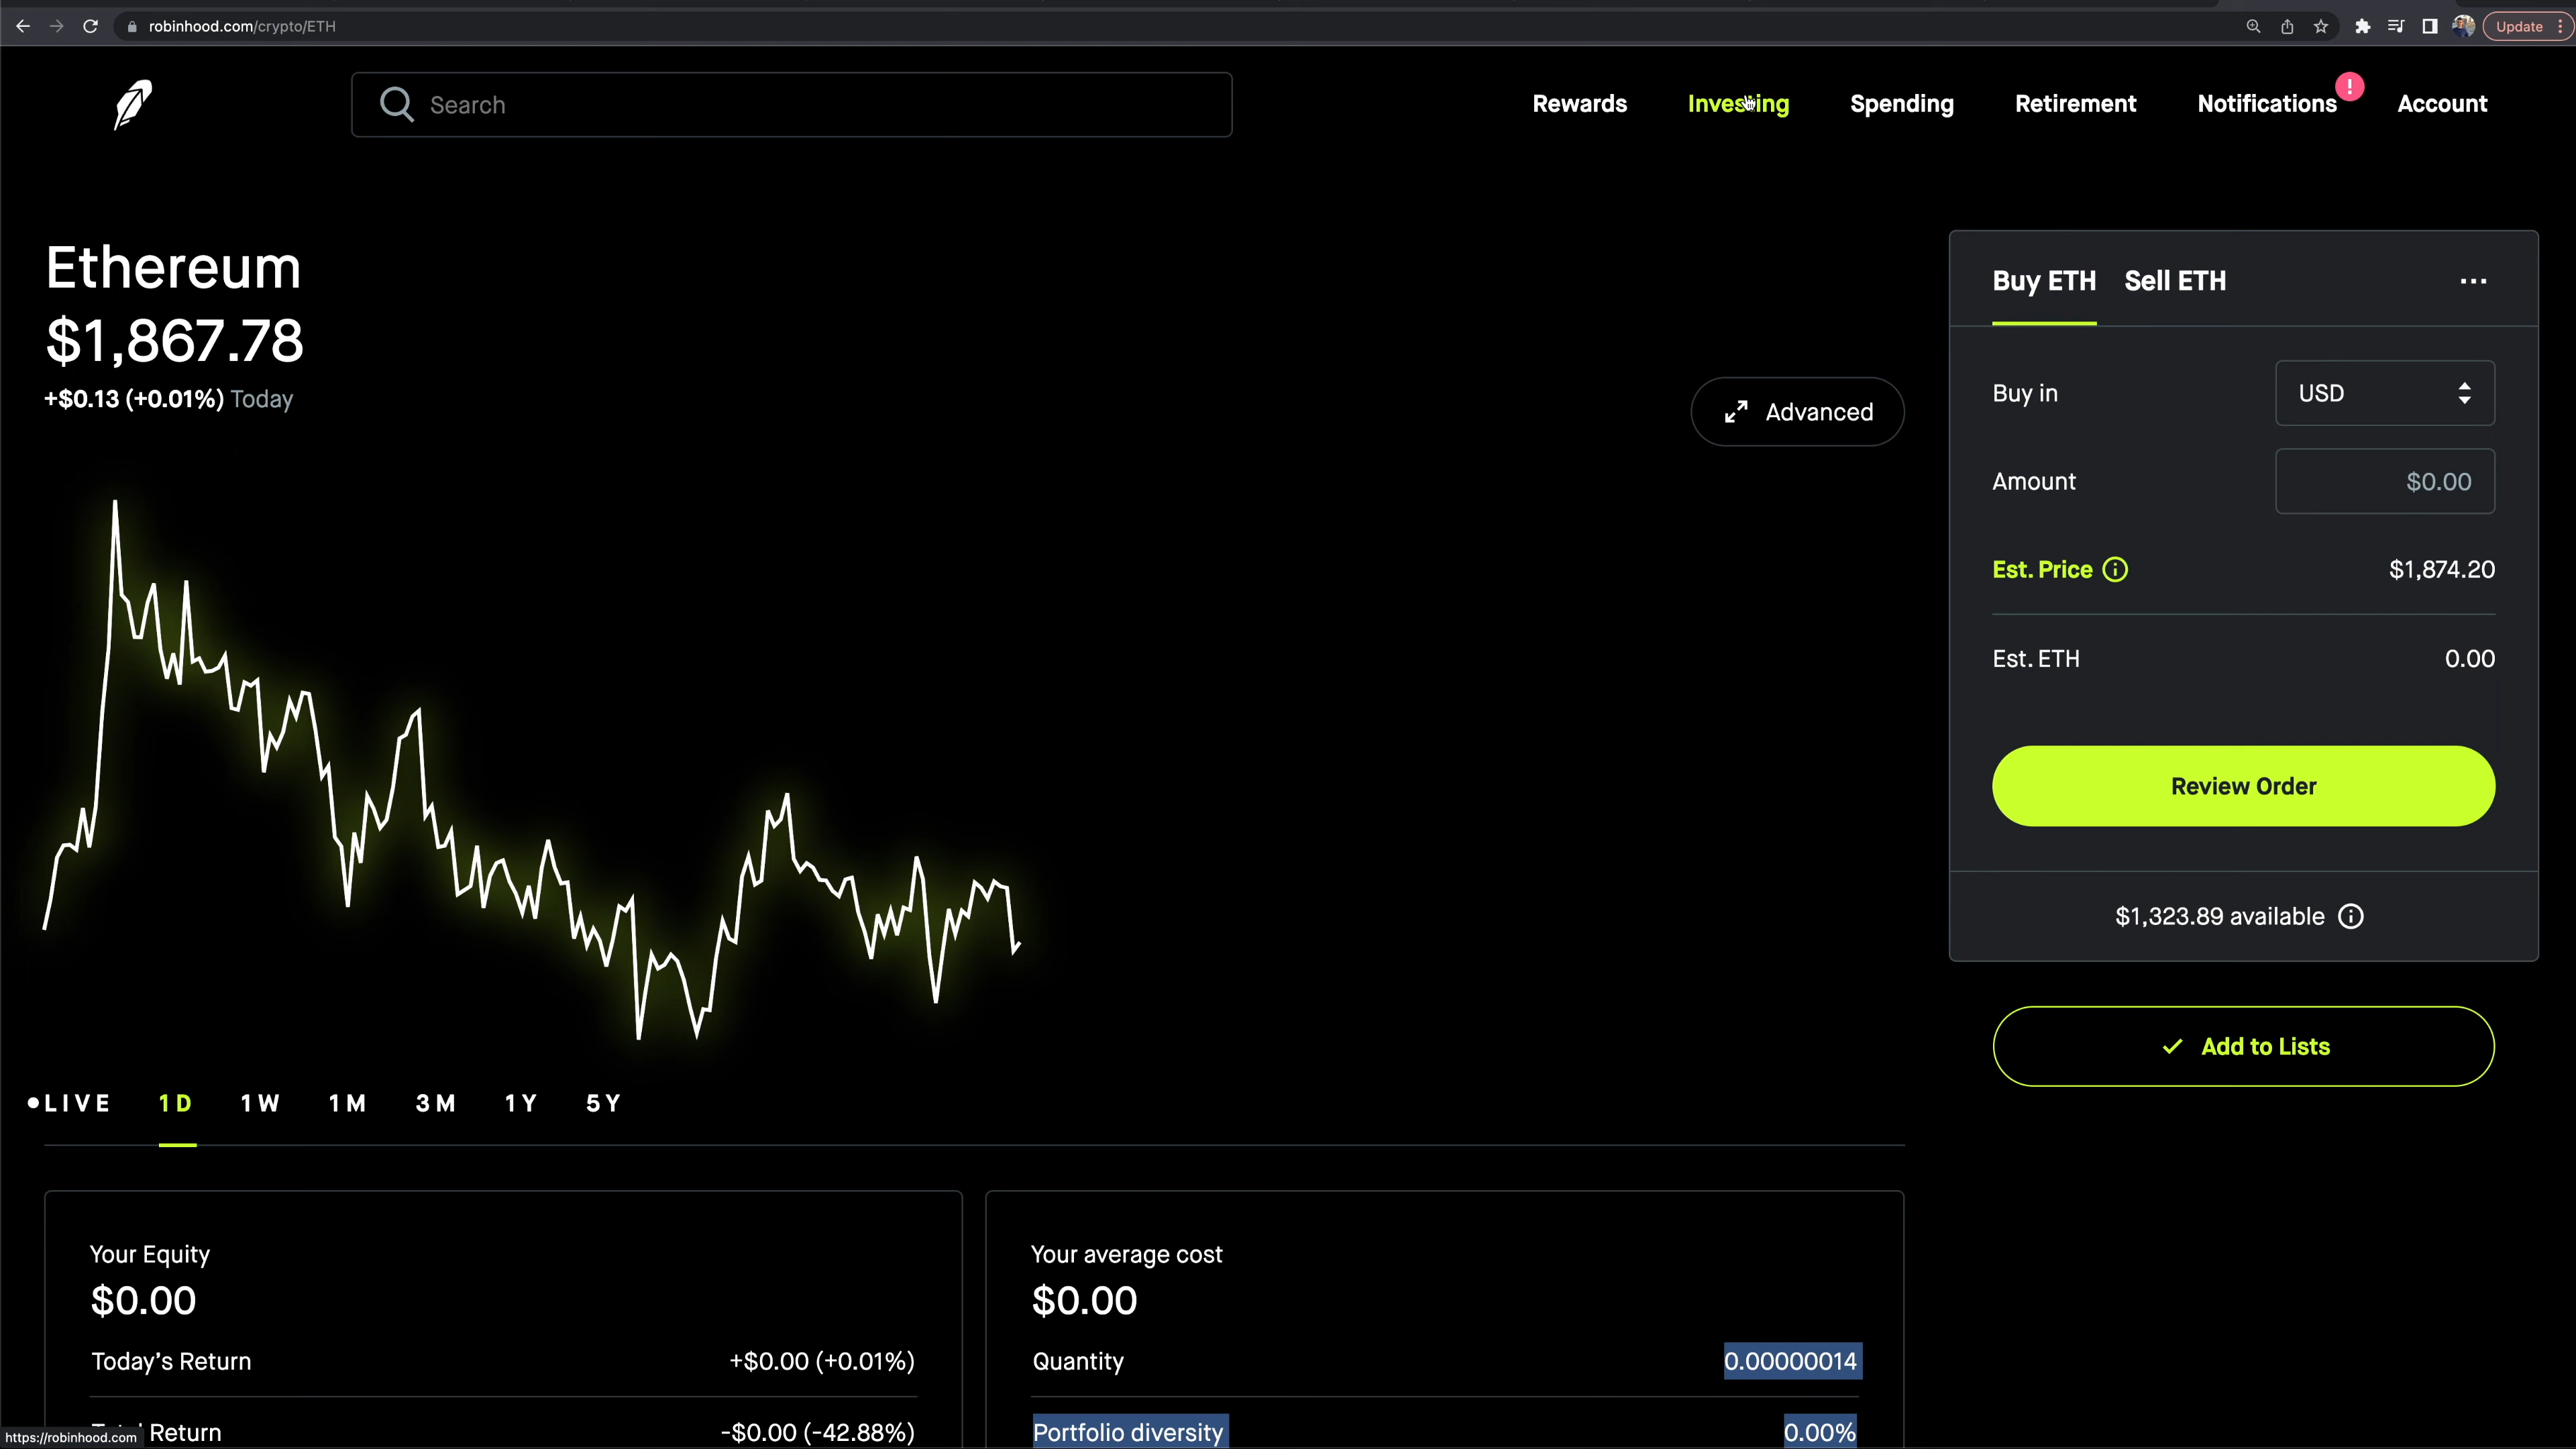 robinhood.com/crypto/ETH
Update
Search
Rewards
Investing
Spending
Retirement
Notifications
!
Account
Ethereum
$1,867.78
+$0.13 (+0.01%) Today
Advanced
Buy ETH
Sell ETH
Buy in
USD
Amount
$0.00
Est. Price
$1,874.20
Est. ETH
0.00
Review Order
$1,323.89 available
Add to Lists
LIVE
1D
1W
1M
3M
1Y
5Y
Your Equity
$0.00
Today's Return
+$0.00 (+0.01%)
Return
-$0.00 (-42.88%)
Your average cost
$0.00
Quantity
0.00000014
Portfolio diversity
0.00%
https://robinhood.com